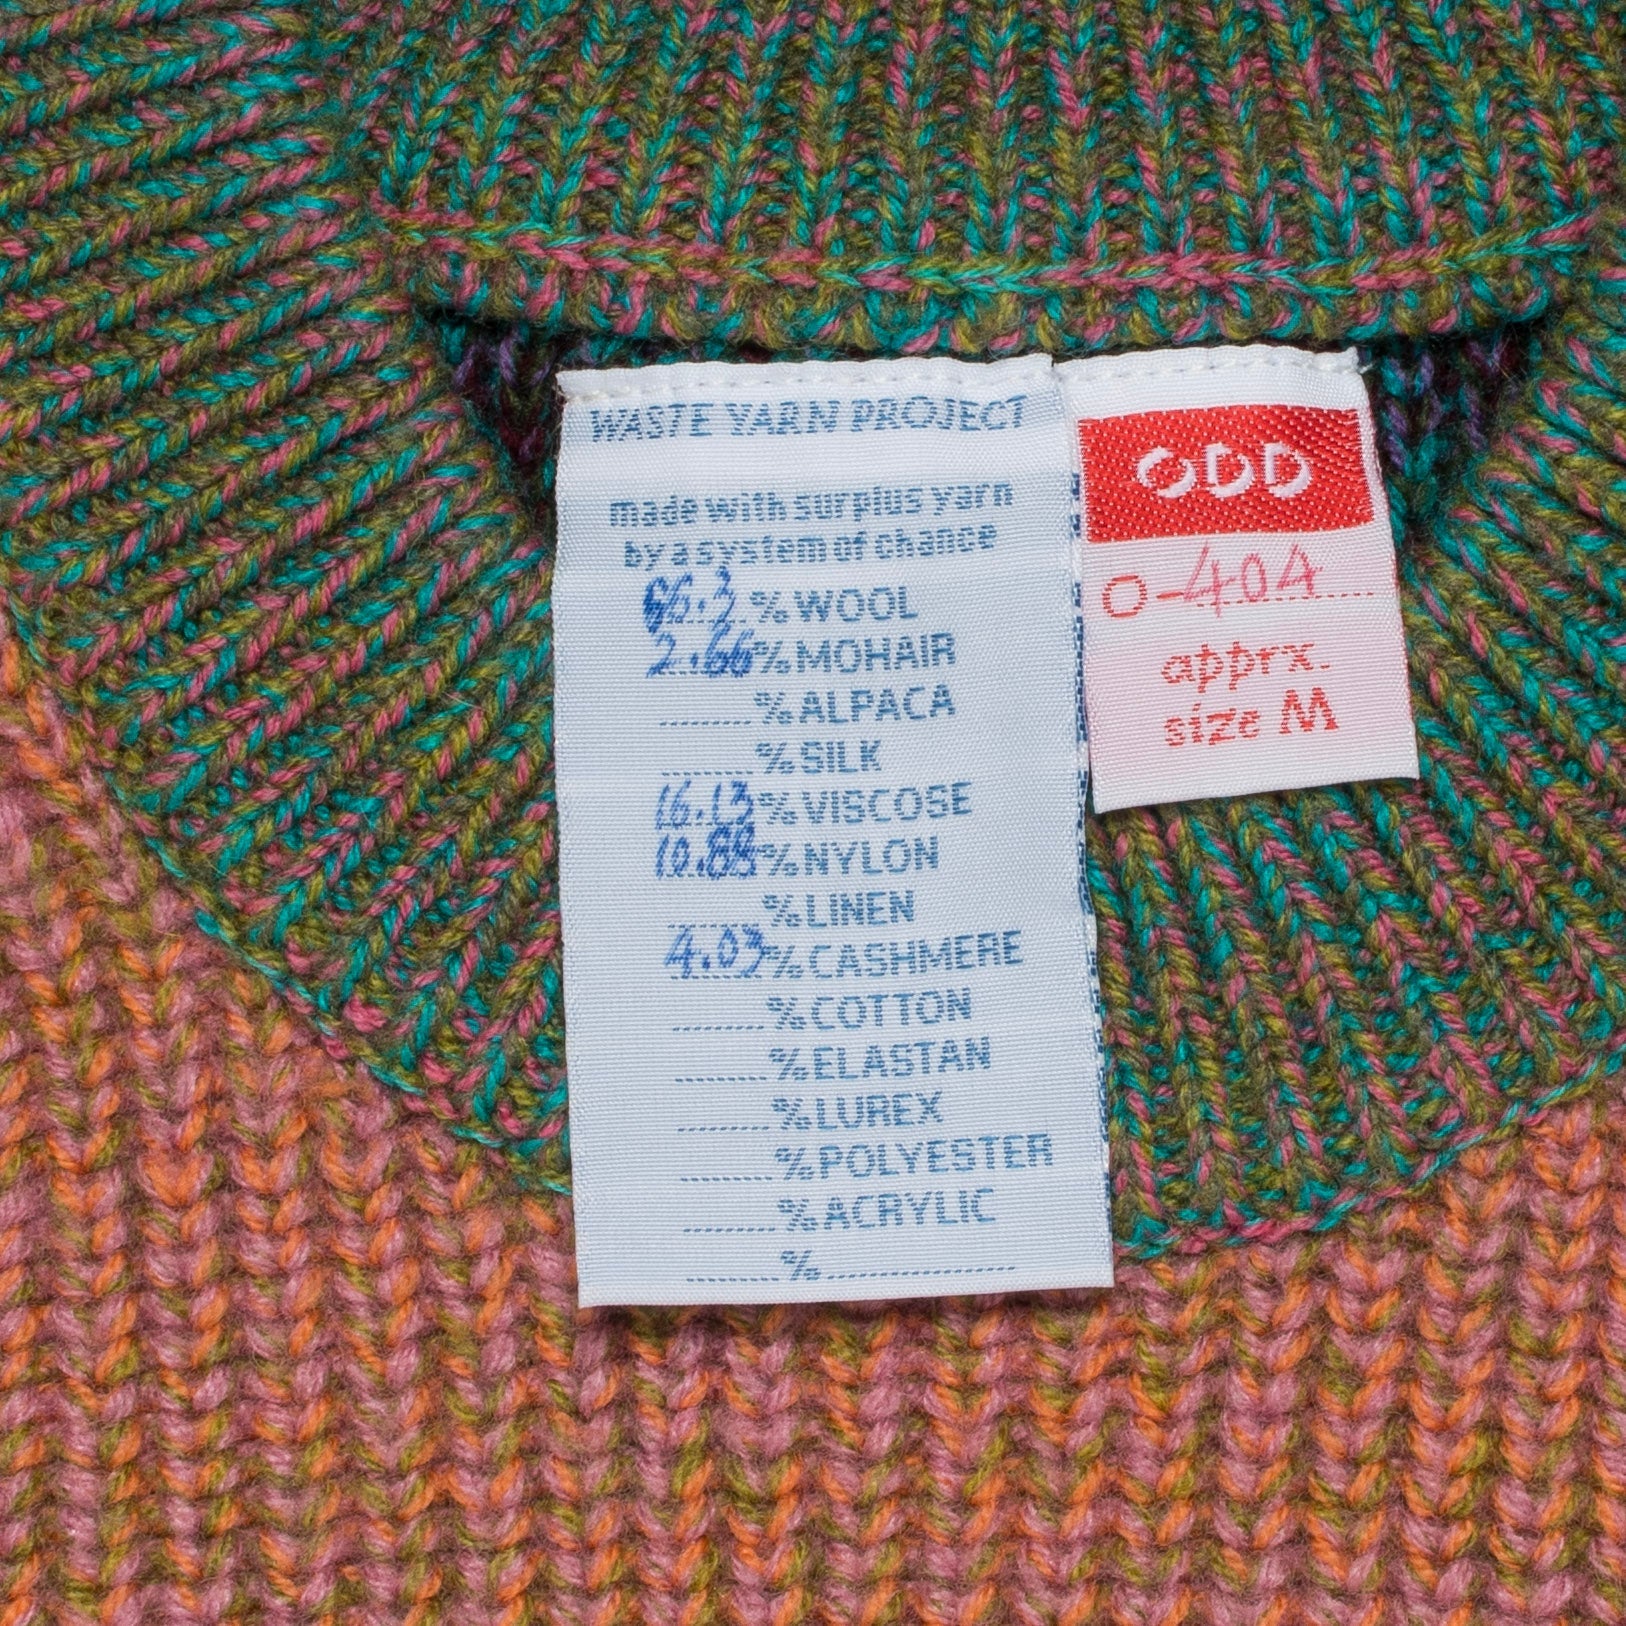 WASTE YARN PROJECT
made with surplus yarn
by a system of chance
66.3 % WOOL
2.66 % MOHAIR
......... % ALPACA
......... % SILK
16.13 % VISCOSE
10.88 % NYLON
......... % LINEN
4.03 % CASHMERE
......... % COTTON
......... % ELASTAN
......... % LUREX
......... % POLYESTER
......... % ACRYLIC
......... % ..................
ODD
O-404
apprx.
size M